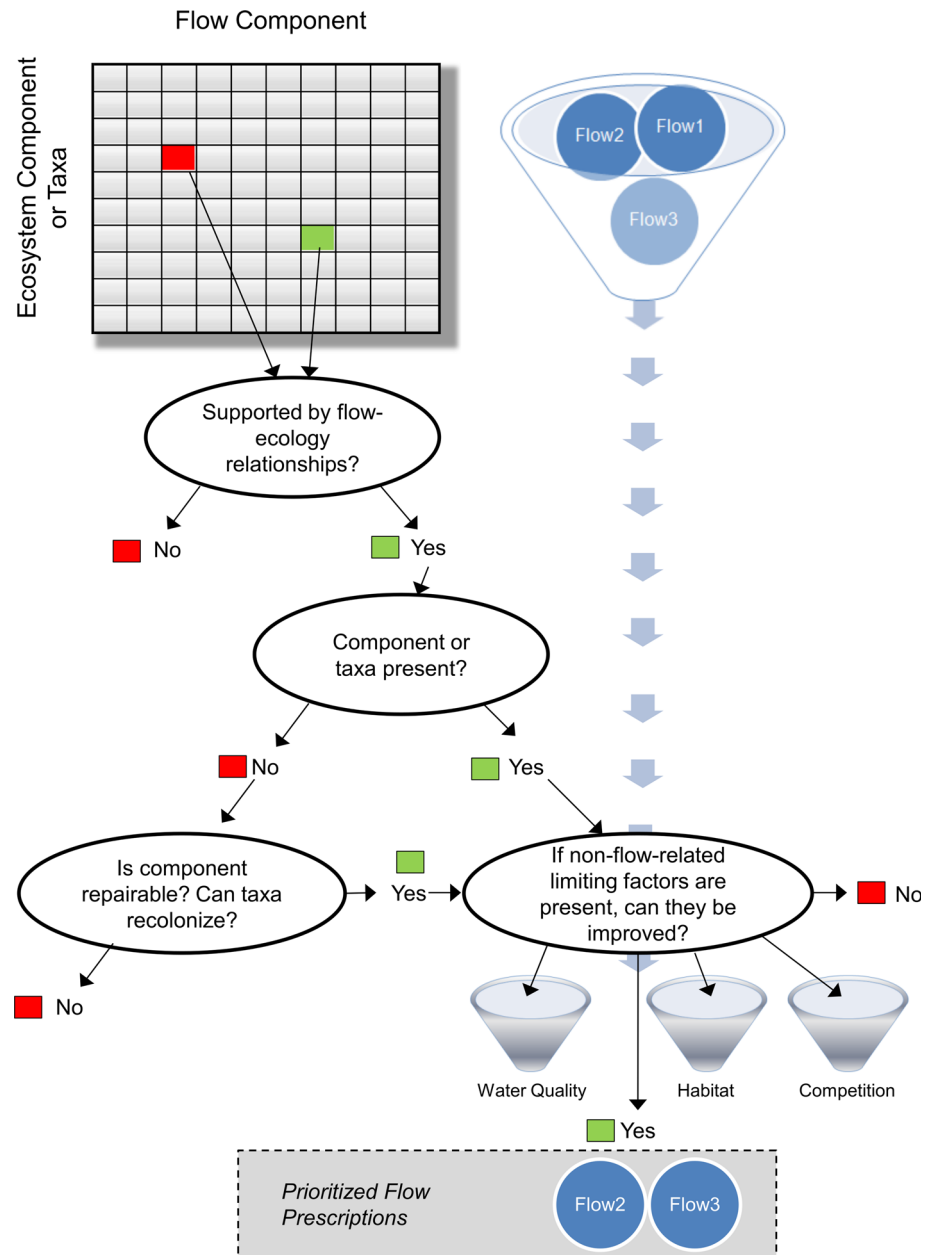 Flow Component
Ecosystem Component
or Taxa
Flow2
Flow1
Flow3
Supported by flow-
ecology
relationships?
No
Yes
Component or
taxa present?
No
Yes
Is component
repairable? Can taxa
recolonize?
Yes
If non-flow-related
limiting factors are
present, can they be
improved?
No
No
Water Quality
Habitat
Competition
Yes
Prioritized Flow
Prescriptions
Flow2
Flow3